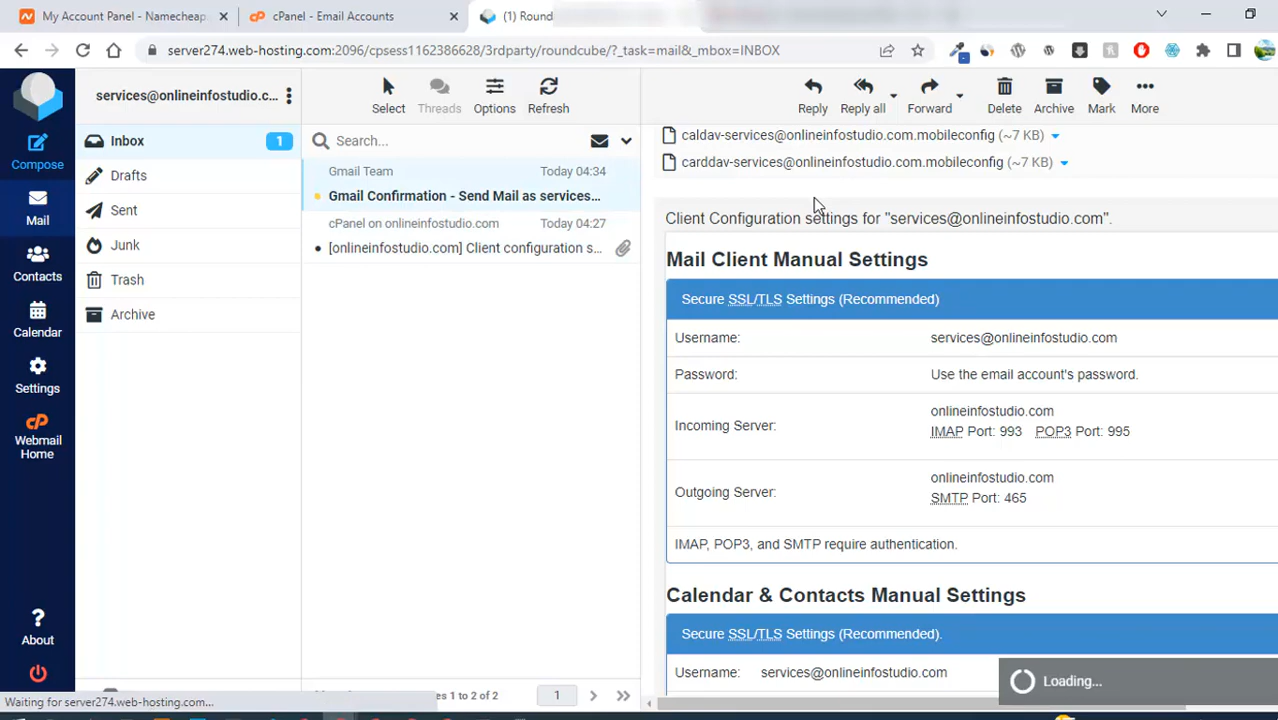 My Account Panel - Namecheap
cPanel - Email Accounts
(1) Round
server274.web-hosting.com:2096/cpsess1162386628/3rdparty/roundcube/?_task=mail&_mbox=INBOX
services@onlineinfostudio.c...
Select
Threads
Options
Refresh
Reply
Reply all
Forward
Delete
Archive
Mark
More
Compose
Mail
Contacts
Calendar
Settings
Webmail
Home
About
Inbox
1
Drafts
Sent
Junk
Trash
Archive
Search...
Gmail Team
Today 04:34
Gmail Confirmation - Send Mail as services...
cPanel on onlineinfostudio.com
Today 04:27
[onlineinfostudio.com] Client configuration s...
caldav-services@onlineinfostudio.com.mobileconfig (~7 KB)
carddav-services@onlineinfostudio.com.mobileconfig (~7 KB)
Client Configuration settings for "services@onlineinfostudio.com".
Mail Client Manual Settings
Secure SSL/TLS Settings (Recommended)
Username:
services@onlineinfostudio.com
Password:
Use the email account's password.
Incoming Server:
onlineinfostudio.com
IMAP Port: 993 POP3 Port: 995
Outgoing Server:
onlineinfostudio.com
SMTP Port: 465
IMAP, POP3, and SMTP require authentication.
Calendar & Contacts Manual Settings
Secure SSL/TLS Settings (Recommended).
Username:
services@onlineinfostudio.com
Loading...
Waiting for server274.web-hosting.com...
es 1 to 2 of 2
1